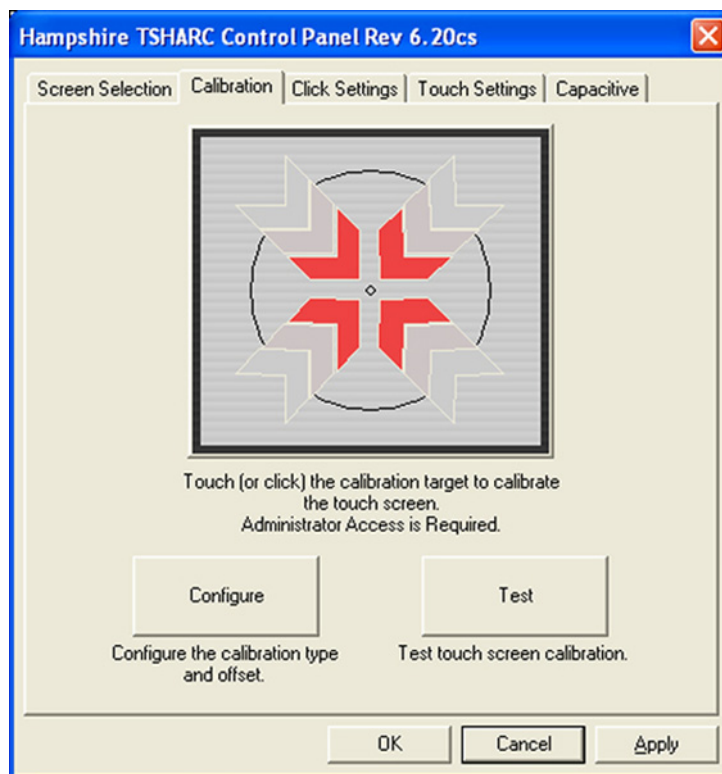 Hampshire TSHARC Control Panel Rev 6.20cs
Screen Selection Calibration Click Settings Touch Settings Capacitive
Touch (or click) the calibration target to calibrate
the touch screen.
Administrator Access is Required.
Configure Test
Configure the calibration type Test touch screen calibration.
and offset.
OK Cancel Apply